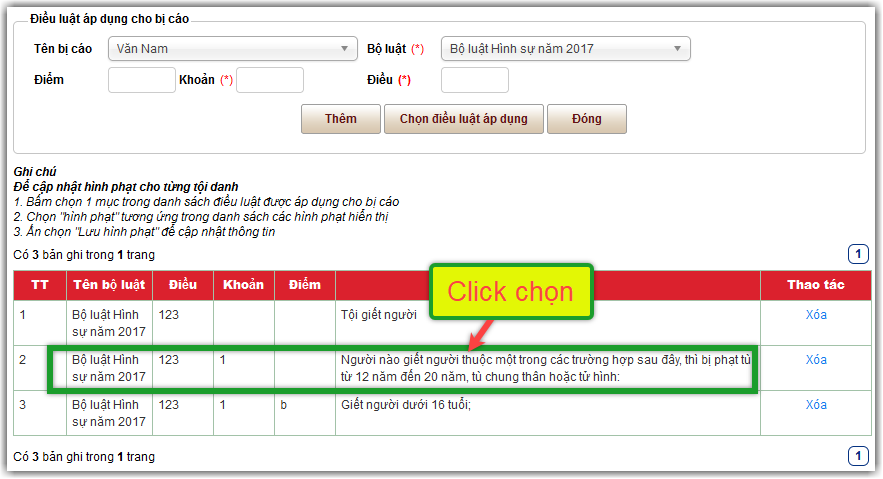 Điều luật áp dụng cho bị cáo
Tên bị cáo Văn Nam Bộ luật (*) Bộ luật Hình sự năm 2017
Điểm Khoản (*) Điều (*)
Thêm Chọn điều luật áp dụng Đóng
Ghi chú
Để cập nhật hình phạt cho từng tội danh
1. Bấm chọn 1 mục trong danh sách điều luật được áp dụng cho bị cáo
2. Chọn "hình phạt" tương ứng trong danh sách các hình phạt hiển thị
3. Ấn chọn "Lưu hình phạt" để cập nhật thông tin
Có 3 bản ghi trong 1 trang 1
TT Tên bộ luật Điều Khoản Điểm Thao tác
Click chọn
1 Bộ luật Hình 123 Tội giết người Xóa
sự năm 2017
2 Bộ luật Hình 123 1 Người nào giết người thuộc một trong các trường hợp sau đây, thì bị phạt tù Xóa
sự năm 2017 từ 12 năm đến 20 năm, tù chung thân hoặc tử hình:
3 Bộ luật Hình 123 1 b Giết người dưới 16 tuổi; Xóa
sự năm 2017
Có 3 bản ghi trong 1 trang 1